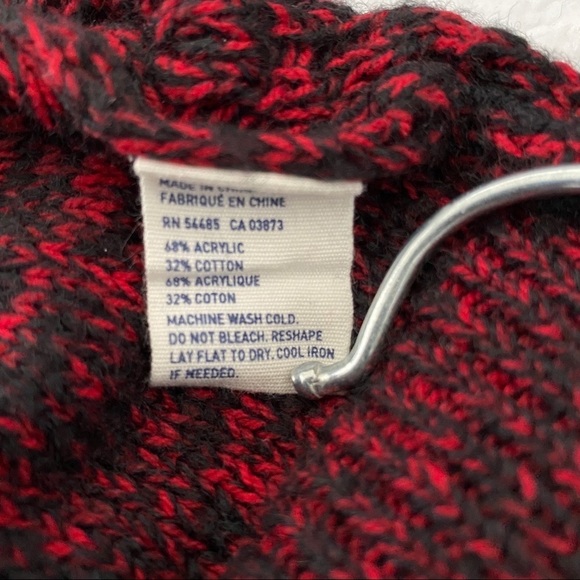 MADE IN CHINA
FABRIQUÉ EN CHINE
RN 54485 CA 03873
68% ACRYLIC
32% COTTON
68% ACRYLIQUE
32% COTON
MACHINE WASH COLD.
DO NOT BLEACH. RESHAPE
LAY FLAT TO DRY. COOL IRON
IF NEEDED.